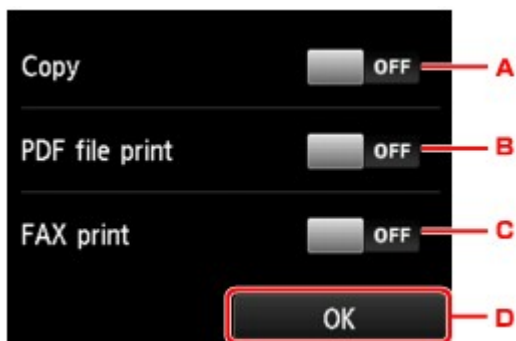 Copy OFF A
PDF file print OFF B
FAX print OFF C
OK D